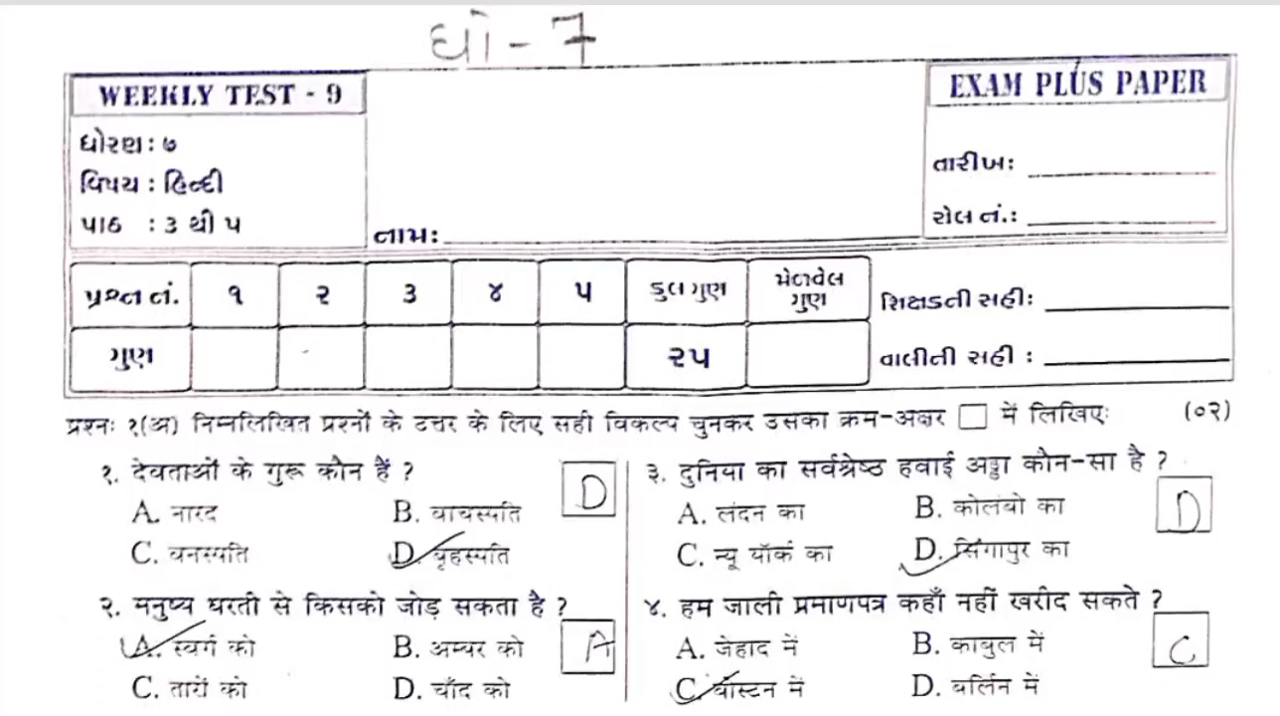 ધો - 7
WEEKLY TEST - 9
EXAM PLUS PAPER
ધોરણ : ૭
વિષય : હિન્દી
પાઠ : ૩ થી ૫
નામ:
તારીખ:
રોલ નં.:
પ્રશ્ન નં. ૧ ૨ ૩ ૪ ૫ કુલ ગુણ મેળવેલ ગુણ
ગુણ ૨૫
શિક્ષકની સહી:
વાલીની સહી :
प्रश्नः १(अ) निम्नलिखित प्रश्नों के उत्तर के लिए सही विकल्प चुनकर उसका क्रम-अक्षर □ में लिखिएः (०२)
१. देवताओं के गुरू कौन हैं ? D
A. नारद B. वाचस्पति
C. वनस्पति D. बृहस्पति
२. मनुष्य धरती से किसको जोड़ सकता है ? A
A. स्वर्ग को B. अम्बर को
C. तारों को D. चाँद को
३. दुनिया का सर्वश्रेष्ठ हवाई अड्डा कौन-सा है ? D
A. लंदन का B. कोलंबो का
C. न्यू यॉर्क का D. सिंगापुर का
४. हम जाली प्रमाणपत्र कहाँ नहीं खरीद सकते ? C
A. जेहाद में B. काबुल में
C. बोस्टन में D. बर्लिन में